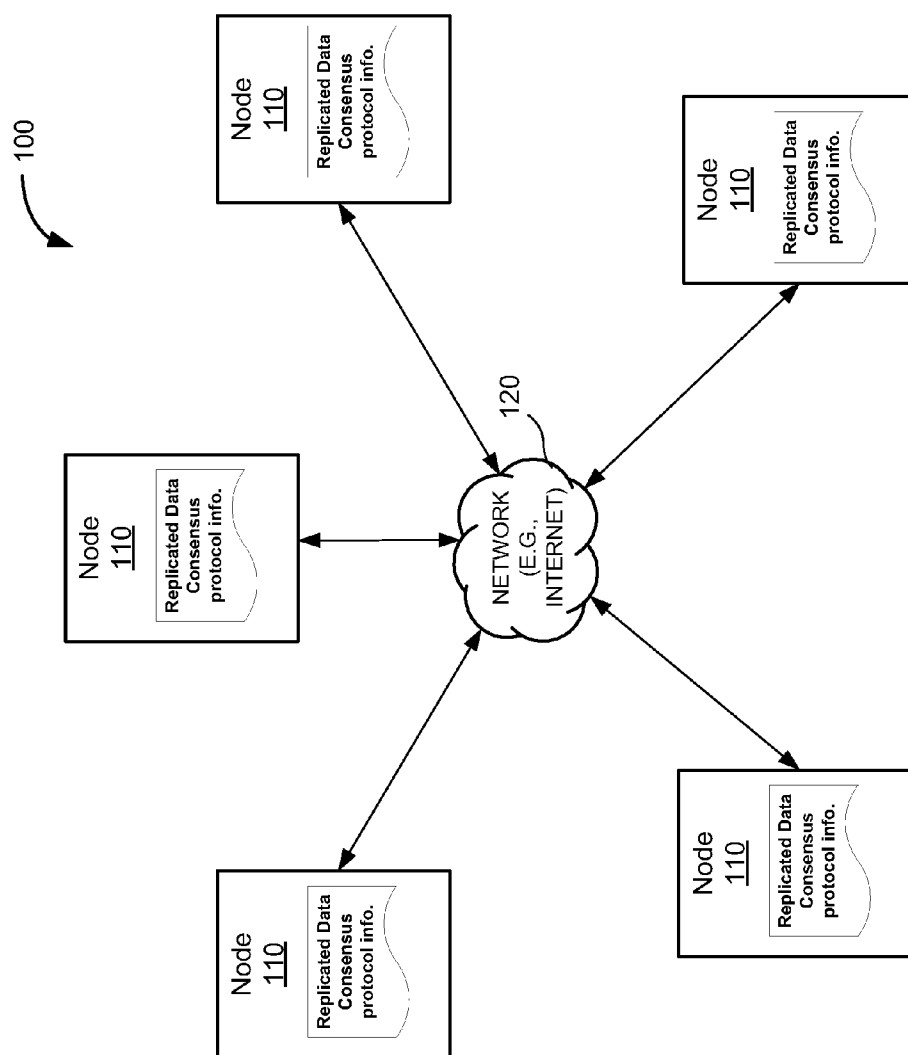 100
Node
110
Replicated Data
Consensus
protocol info.
Node
110
Replicated Data
Consensus
protocol info.
Node
110
Replicated Data
Consensus
protocol info.
NETWORK
(E.G.,
INTERNET)
120
Node
110
Replicated Data
Consensus
protocol info.
Node
110
Replicated Data
Consensus
protocol info.